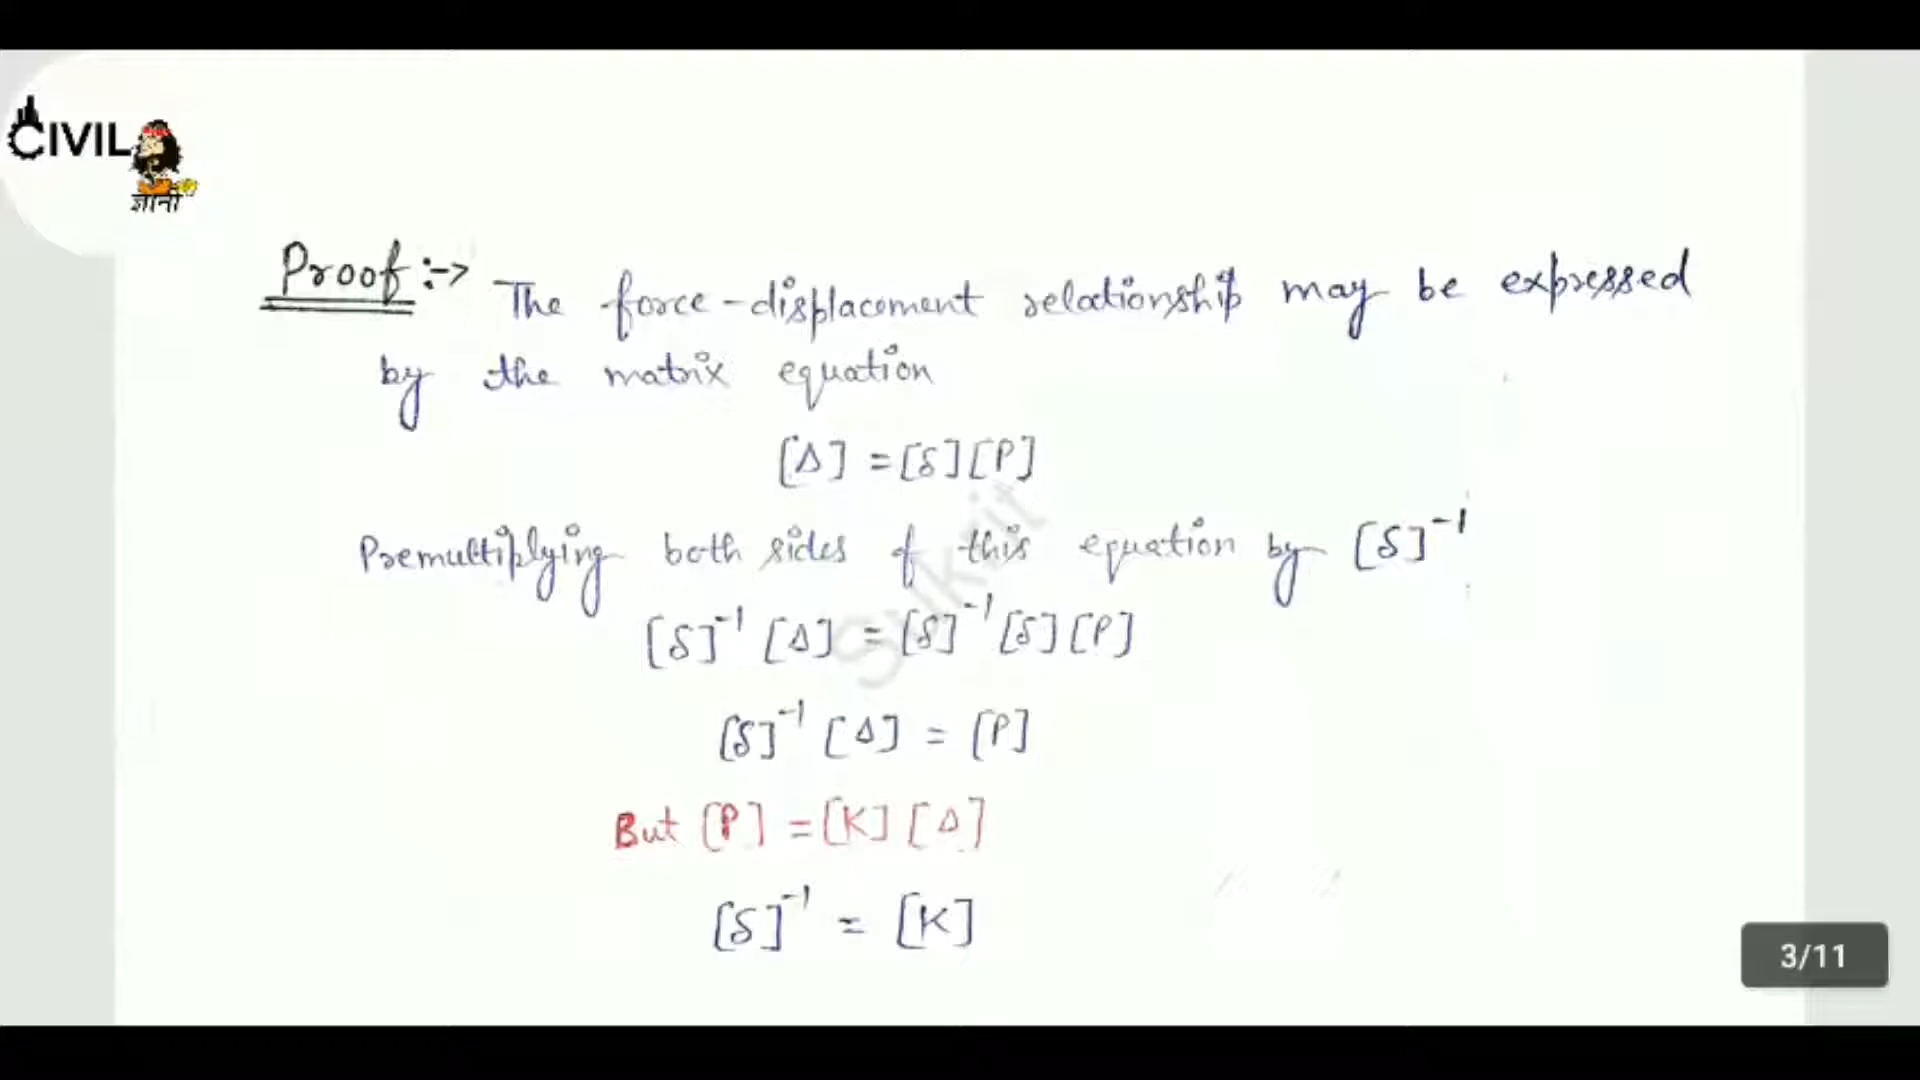 CIVIL
ज्ञानी
Proof :-> The force-displacement relationship may be expressed
by the matrix equation
[Δ] = [δ][P]
Premultiplying both sides of this equation by [δ]⁻¹
[δ]⁻¹ [Δ] = [δ]⁻¹ [δ] [P]
[δ]⁻¹ [Δ] = [P]
But [P] = [K] [Δ]
[δ]⁻¹ = [K]
Sukrit
3/11